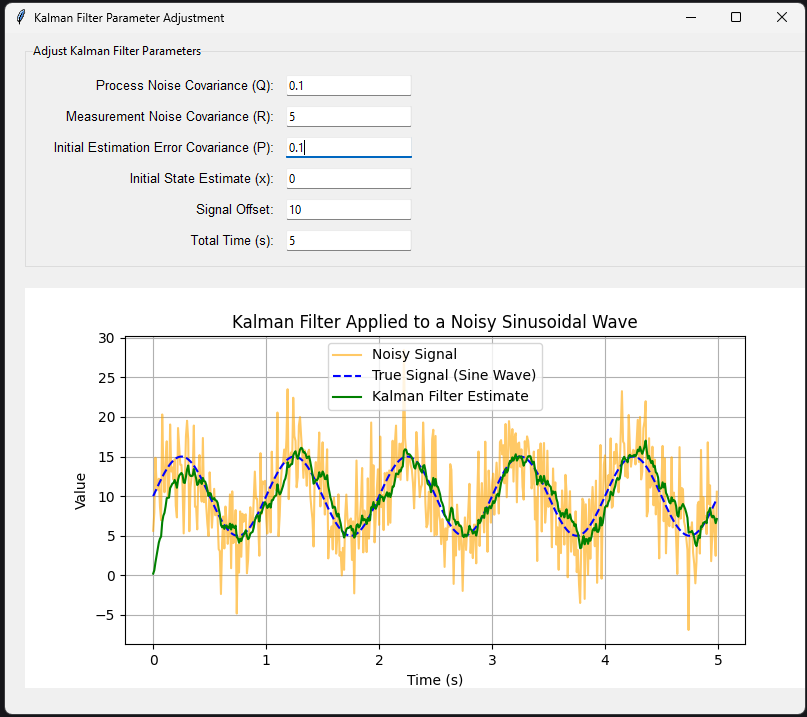 Kalman Filter Parameter Adjustment
Adjust Kalman Filter Parameters
Process Noise Covariance (Q): 0.1
Measurement Noise Covariance (R): 5
Initial Estimation Error Covariance (P): 0.1
Initial State Estimate (x): 0
Signal Offset: 10
Total Time (s): 5
Kalman Filter Applied to a Noisy Sinusoidal Wave
Noisy Signal
True Signal (Sine Wave)
Kalman Filter Estimate
Value
30
25
20
15
10
5
0
−5
0 1 2 3 4 5
Time (s)